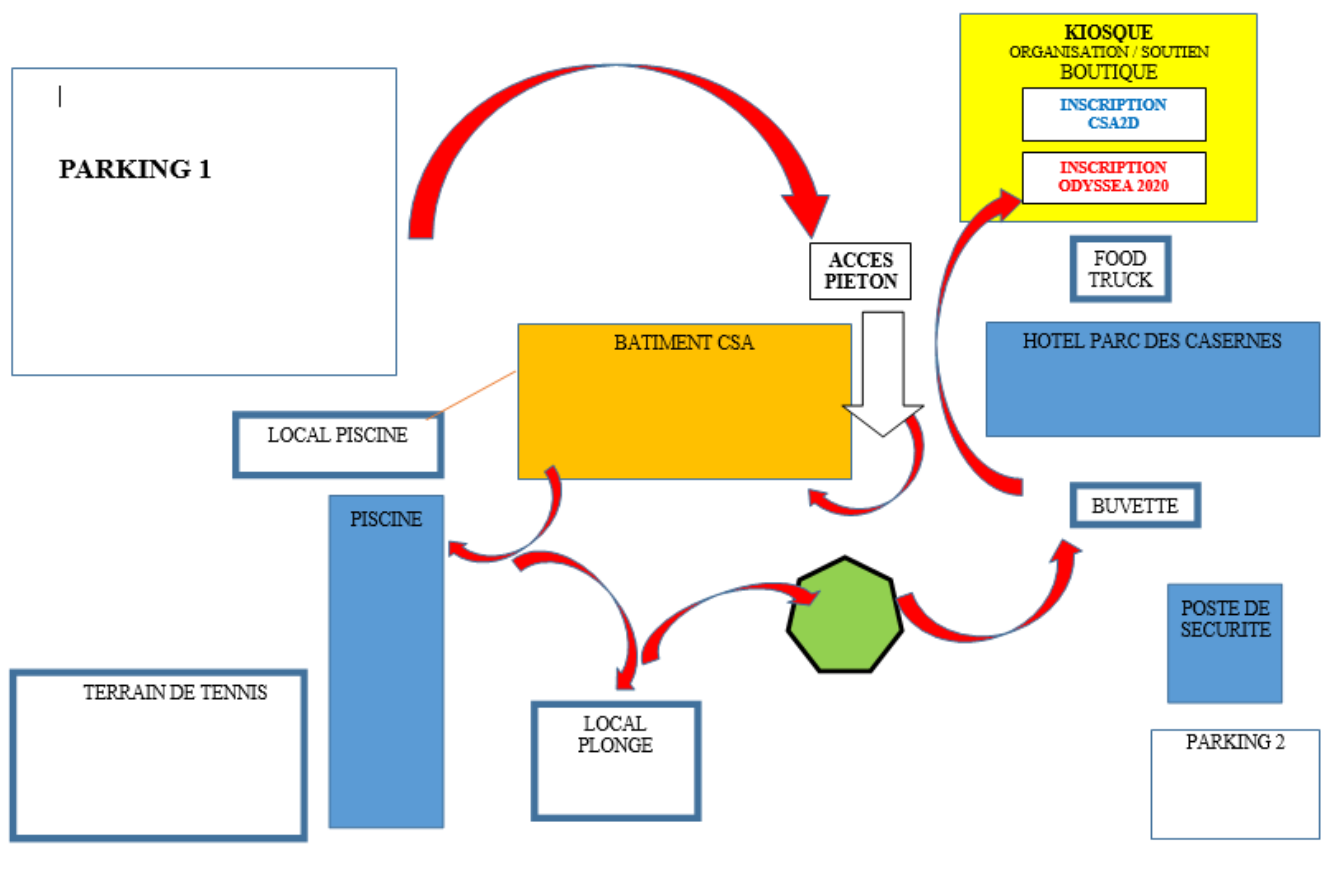 KIOSQUE
ORGANISATION / SOUTIEN
BOUTIQUE
INSCRIPTION
CSA2D
INSCRIPTION
ODYSSEA 2020
PARKING 1
ACCES
PIETON
FOOD
TRUCK
BATIMENT CSA
HOTEL PARC DES CASERNES
LOCAL PISCINE
BUVETTE
PISCINE
POSTE DE
SECURITE
TERRAIN DE TENNIS
LOCAL
PLONGE
PARKING 2